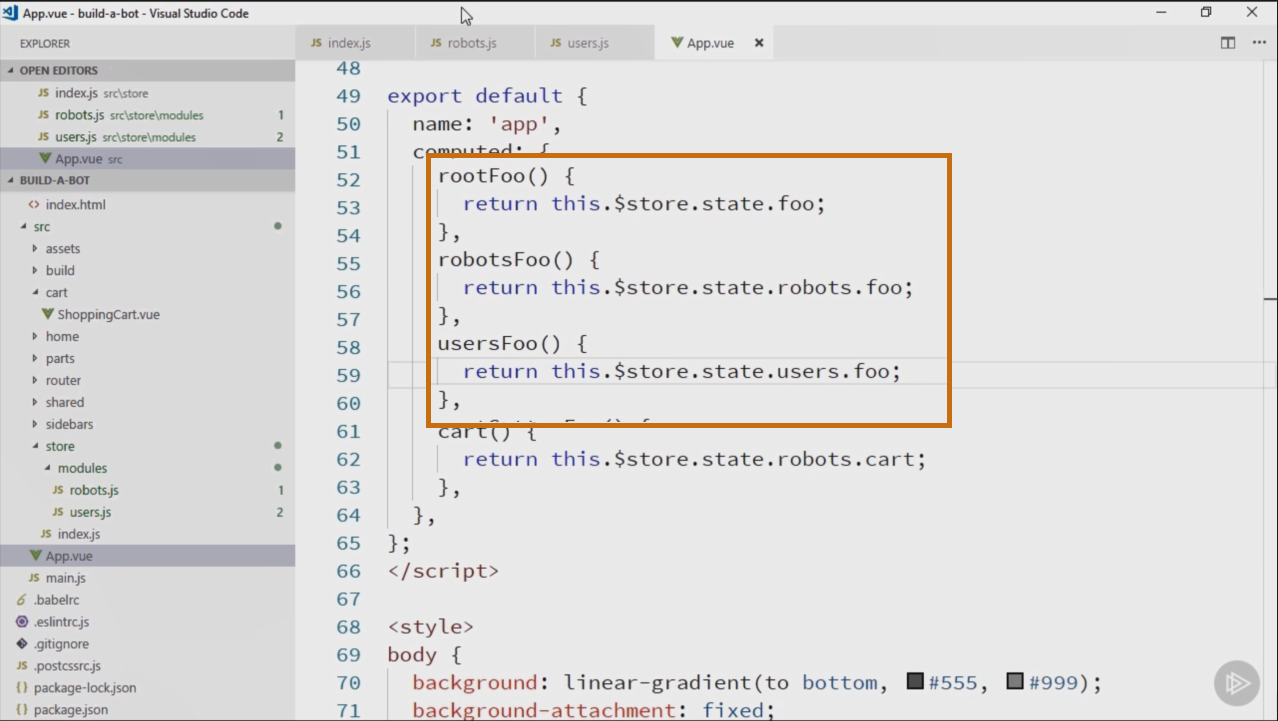 App.vue - build-a-bot - Visual Studio Code
EXPLORER
JS index.js
JS robots.js
JS users.js
App.vue
OPEN EDITORS
JS index.js src\store
JS robots.js src\store\modules 1
JS users.js src\store\modules 2
App.vue src
BUILD-A-BOT
<> index.html
src
assets
build
cart
ShoppingCart.vue
home
parts
router
shared
sidebars
store
modules
JS robots.js 1
JS users.js 2
JS index.js
App.vue
JS main.js
.babelrc
.eslintrc.js
.gitignore
JS .postcssrc.js
{} package-lock.json
{} package.json
48
49 export default {
50 name: 'app',
51 computed: {
52 rootFoo() {
53 return this.$store.state.foo;
54 },
55 robotsFoo() {
56 return this.$store.state.robots.foo;
57 },
58 usersFoo() {
59 return this.$store.state.users.foo;
60 },
61 cart() {
62 return this.$store.state.robots.cart;
63 },
64 },
65 };
66 </script>
67
68 <style>
69 body {
70 background: linear-gradient(to bottom, #555, #999);
71 background-attachment: fixed;